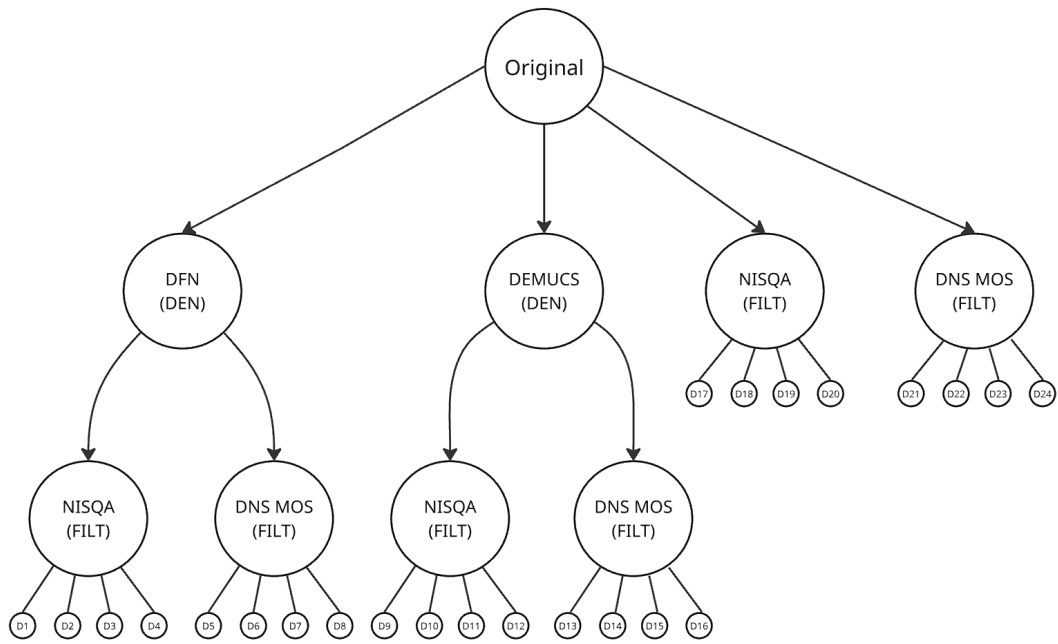 Original
DFN
(DEN)
DEMUCS
(DEN)
NISQA
(FILT)
DNS MOS
(FILT)
D17
D18
D19
D20
D21
D22
D23
D24
NISQA
(FILT)
DNS MOS
(FILT)
NISQA
(FILT)
DNS MOS
(FILT)
D1
D2
D3
D4
D5
D6
D7
D8
D9
D10
D11
D12
D13
D14
D15
D16